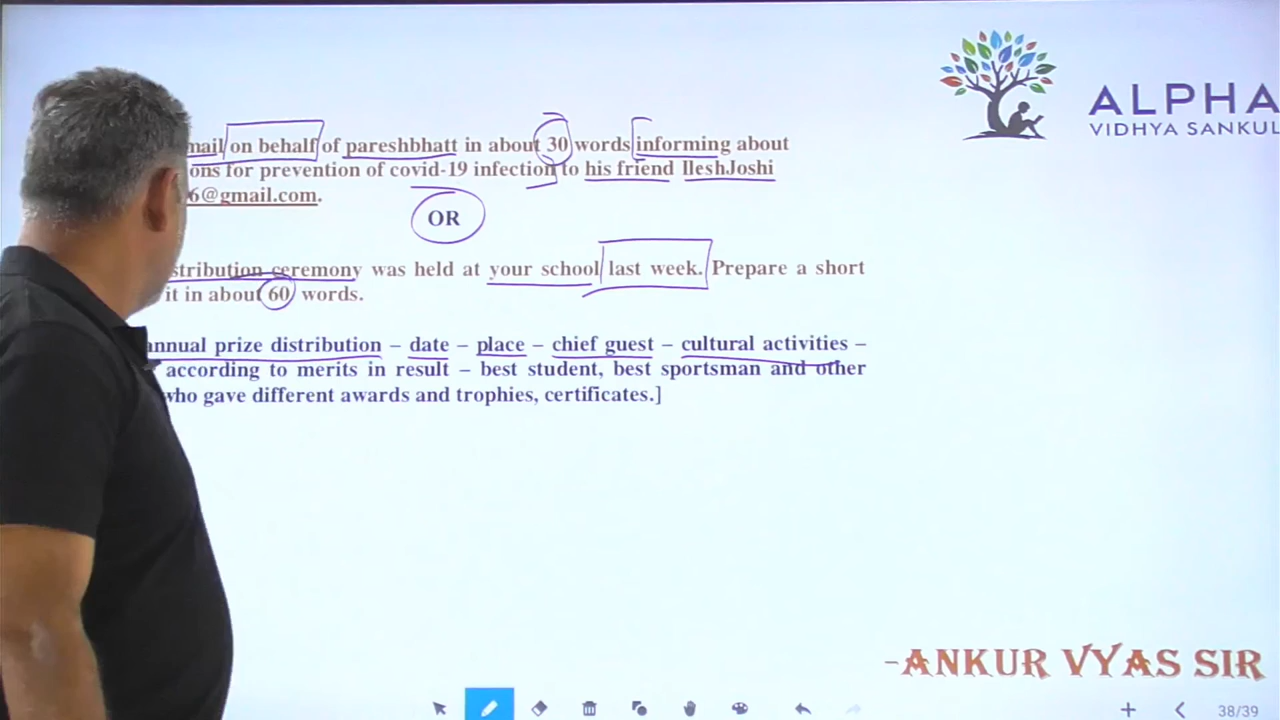 ALPHA
VIDHYA SANKUL
mail on behalf of pareshbhatt in about 30 words informing about
ons for prevention of covid-19 infection to his friend IleshJoshi
6@gmail.com.
OR
stribution ceremony was held at your school last week. Prepare a short
it in about 60 words.
annual prize distribution – date – place – chief guest – cultural activities –
according to merits in result – best student, best sportsman and other
who gave different awards and trophies, certificates.]
-ANKUR VYAS SIR
38/39